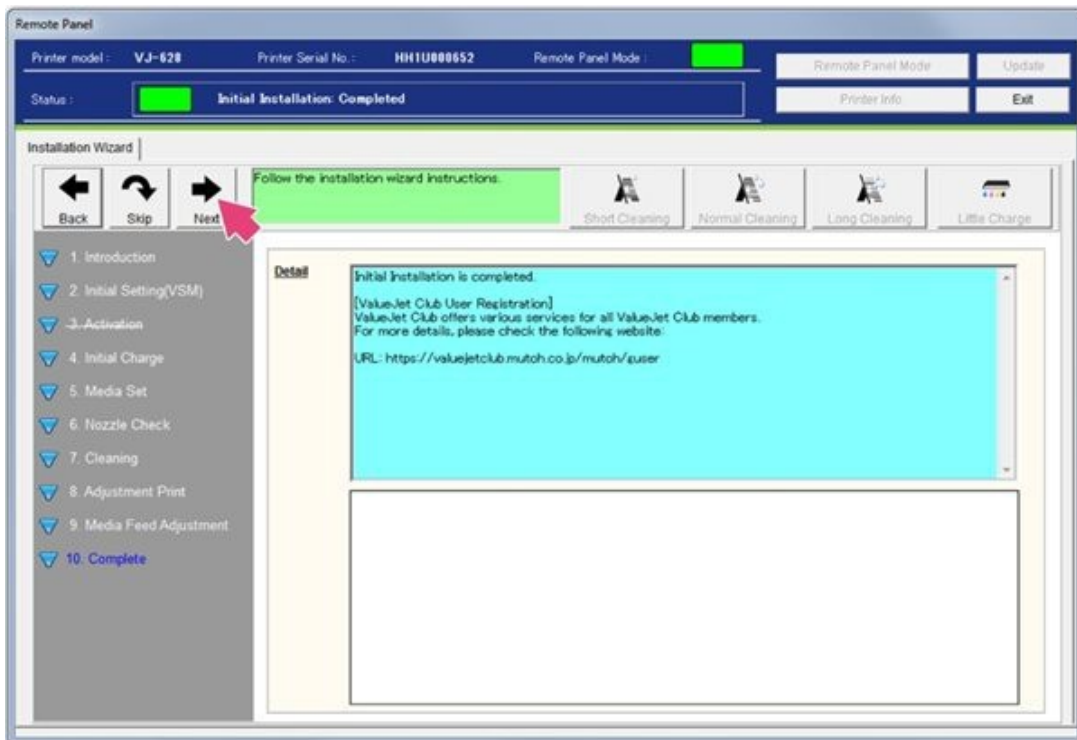 Remote Panel
Printer model : VJ-628 Printer Serial No. : HH1U000652 Remote Panel Mode :
Remote Panel Mode Update
Status : Initial Installation: Completed
Printer Info Exit
Installation Wizard
Back Skip Next
Follow the installation wizard instructions.
Short Cleaning Normal Cleaning Long Cleaning Little Charge
1. Introduction
2. Initial Setting(VSM)
3. Activation
4. Initial Charge
5. Media Set
6. Nozzle Check
7. Cleaning
8. Adjustment Print
9. Media Feed Adjustment
10. Complete
Detail
Initial Installation is completed.
[ValueJet Club User Registration]
ValueJet Club offers various services for all ValueJet Club members.
For more details, please check the following website:
URL: https://valuejetclub.mutoh.co.jp/mutoh/guser